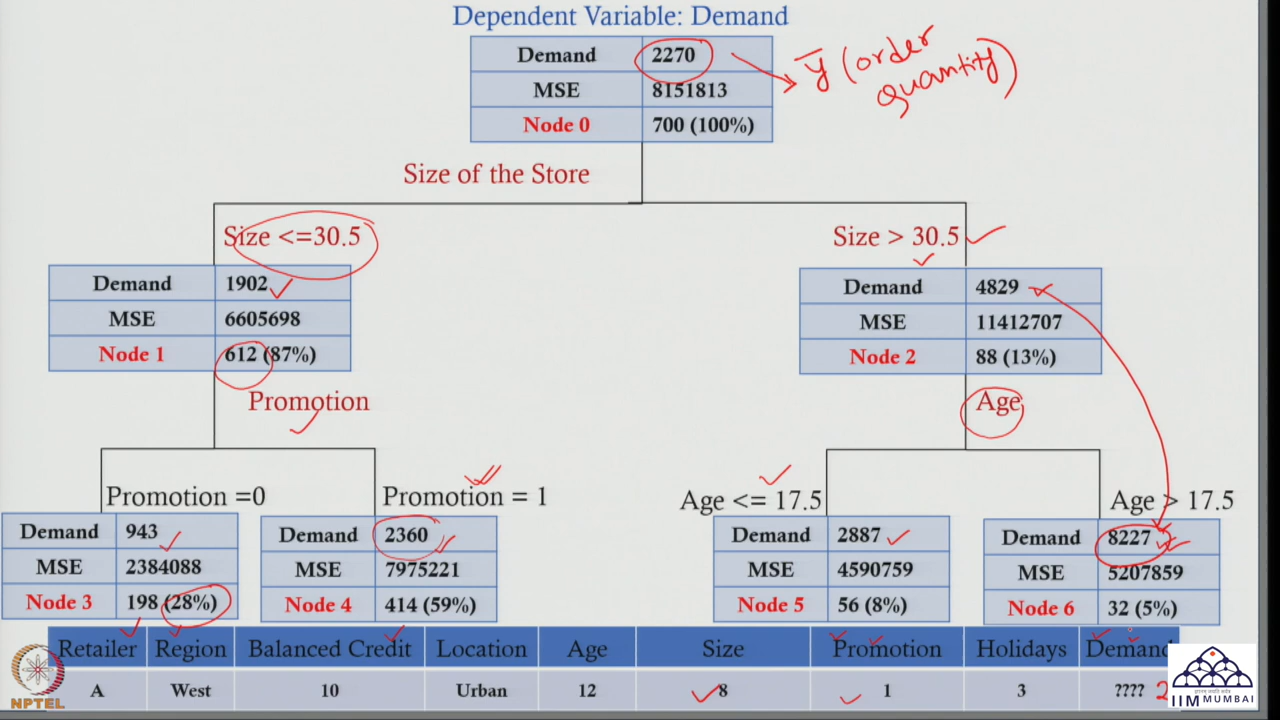 Dependent Variable: Demand
Demand 2270
MSE 8151813
Node 0 700 (100%)
y̅ (order
quantity)
Size of the Store
Size <=30.5
Size > 30.5
Demand 1902
MSE 6605698
Node 1 612 (87%)
Demand 4829
MSE 11412707
Node 2 88 (13%)
Promotion
Age
Promotion =0
Promotion = 1
Age <= 17.5
Age > 17.5
Demand 943
MSE 2384088
Node 3 198 (28%)
Demand 2360
MSE 7975221
Node 4 414 (59%)
Demand 2887
MSE 4590759
Node 5 56 (8%)
Demand 8227
MSE 5207859
Node 6 32 (5%)
Retailer Region Balanced Credit Location Age Size Promotion Holidays Demand
A West 10 Urban 12 8 1 3 ???? 2
NPTEL
IIM MUMBAI